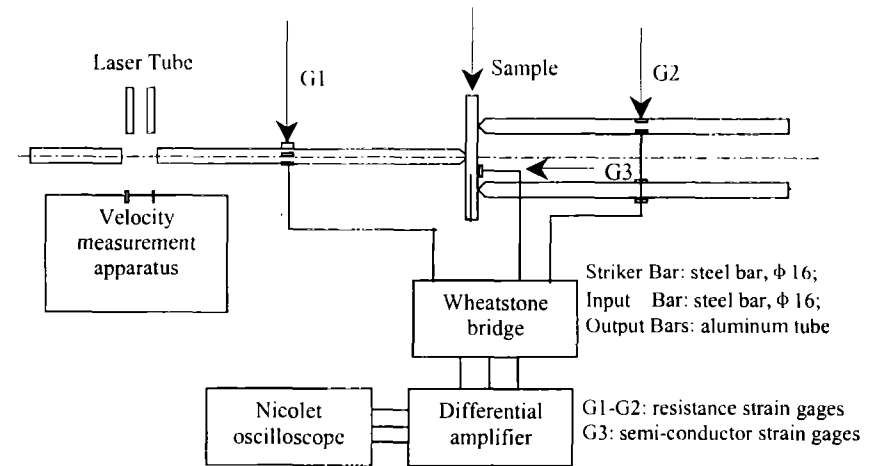 Laser Tube
G1
Sample
G2
G3
Velocity
measurement
apparatus
Wheatstone
bridge
Striker Bar: steel bar, Φ 16;
Input Bar: steel bar, Φ 16;
Output Bars: aluminum tube
Nicolet
oscilloscope
Differential
amplifier
G1-G2: resistance strain gages
G3: semi-conductor strain gages